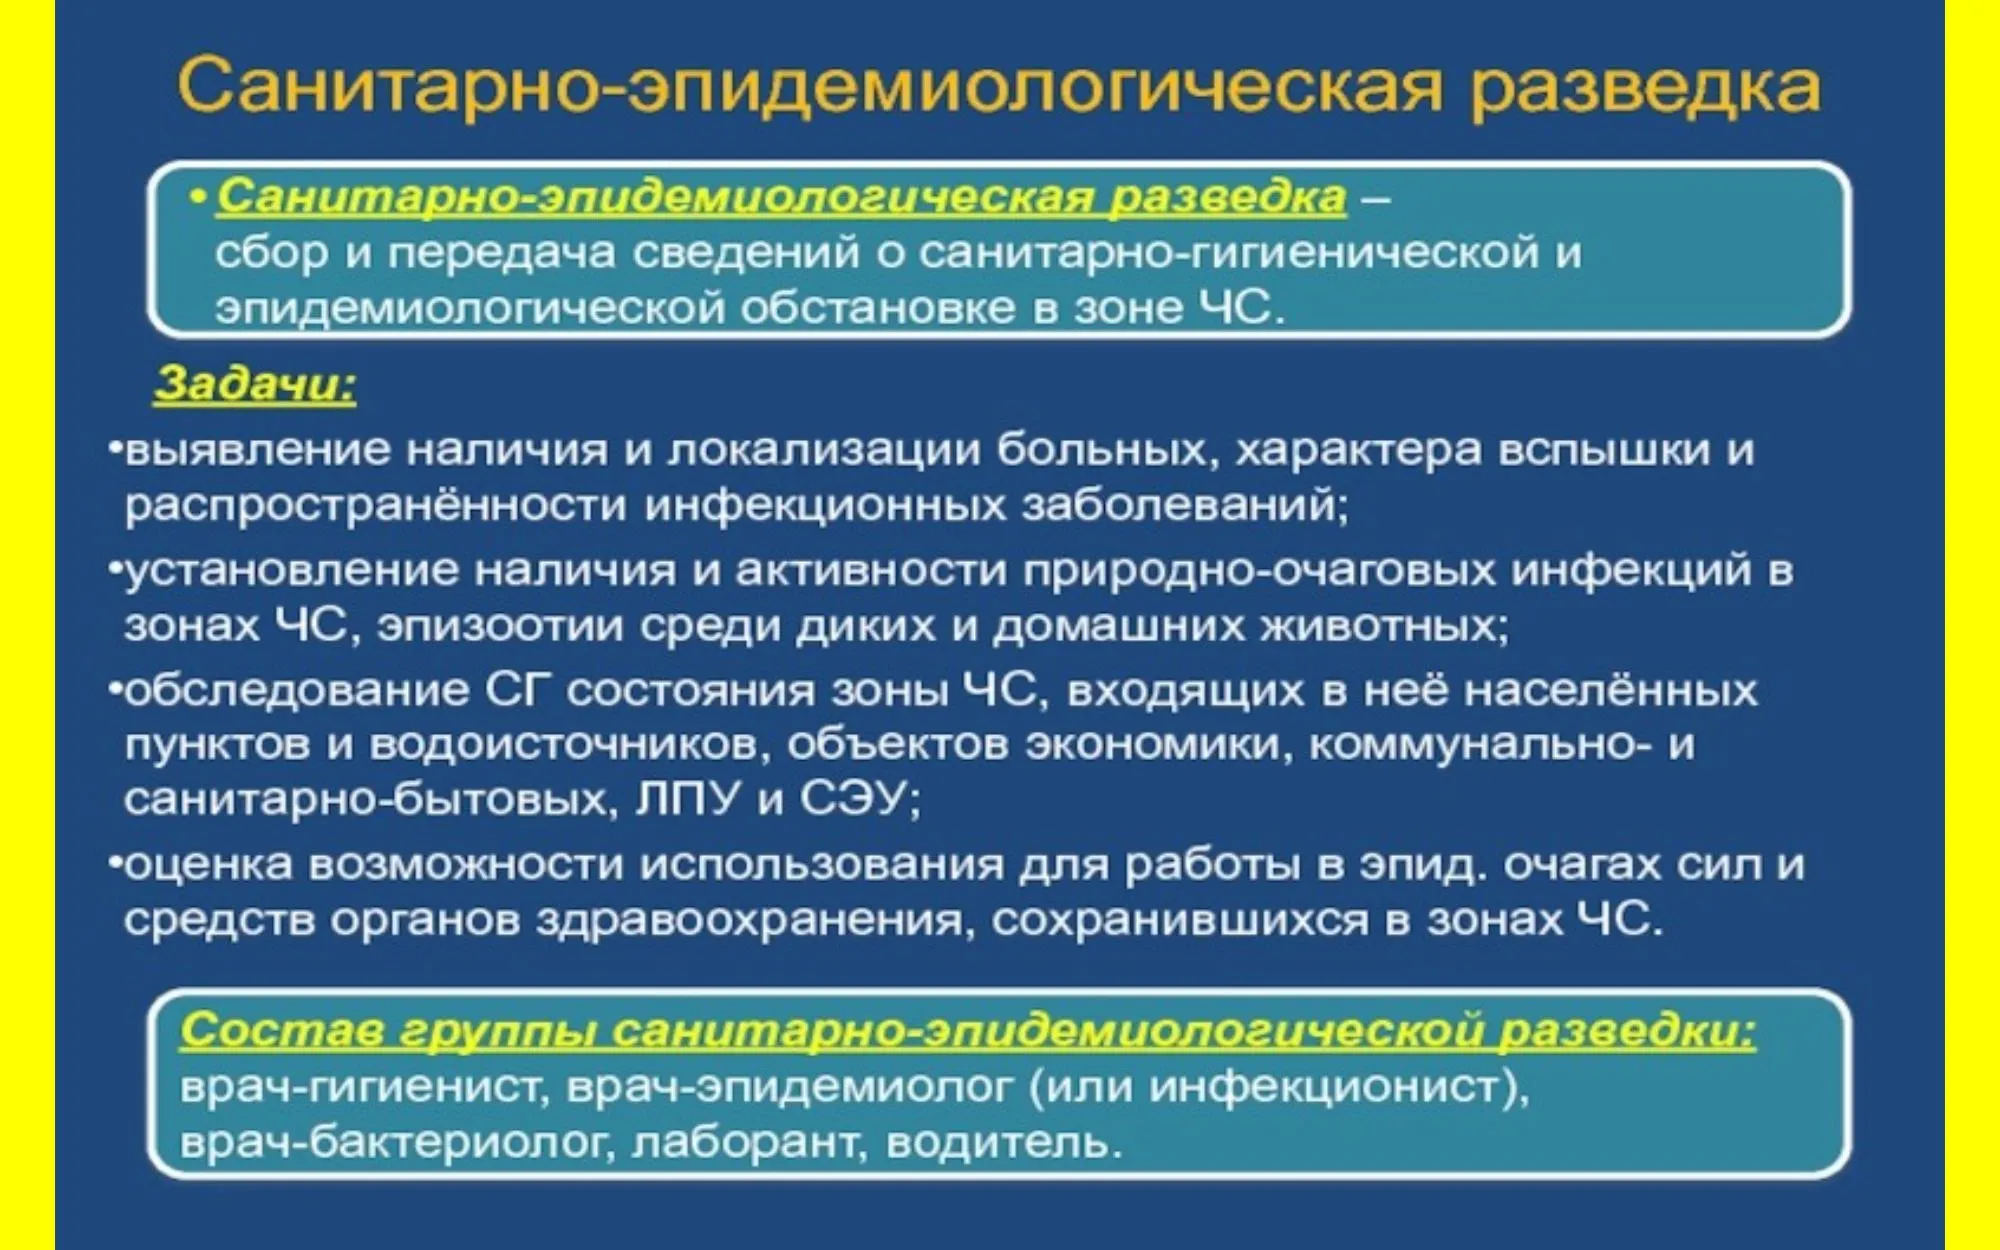 Санитарно-эпидемиологическая разведка
• Санитарно-эпидемиологическая разведка –
сбор и передача сведений о санитарно-гигиенической и
эпидемиологической обстановке в зоне ЧС.
Задачи:
•выявление наличия и локализации больных, характера вспышки и
распространённости инфекционных заболеваний;
•установление наличия и активности природно-очаговых инфекций в
зонах ЧС, эпизоотии среди диких и домашних животных;
•обследование СГ состояния зоны ЧС, входящих в неё населённых
пунктов и водоисточников, объектов экономики, коммунально- и
санитарно-бытовых, ЛПУ и СЭУ;
•оценка возможности использования для работы в эпид. очагах сил и
средств органов здравоохранения, сохранившихся в зонах ЧС.
Состав группы санитарно-эпидемиологической разведки:
врач-гигиенист, врач-эпидемиолог (или инфекционист),
врач-бактериолог, лаборант, водитель.